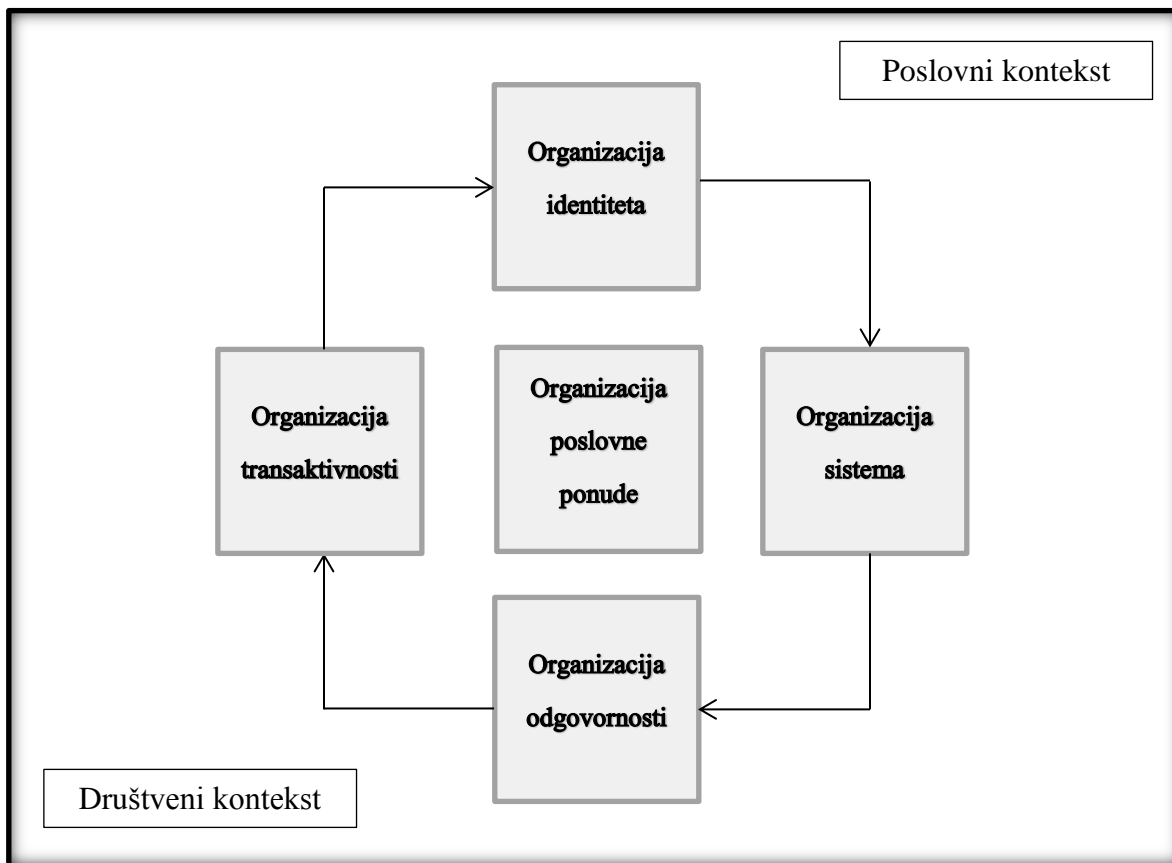 Poslovni kontekst
Organizacija
identiteta
Organizacija
transaktivnosti
Organizacija
poslovne
ponude
Organizacija
sistema
Organizacija
odgovornosti
Društveni kontekst